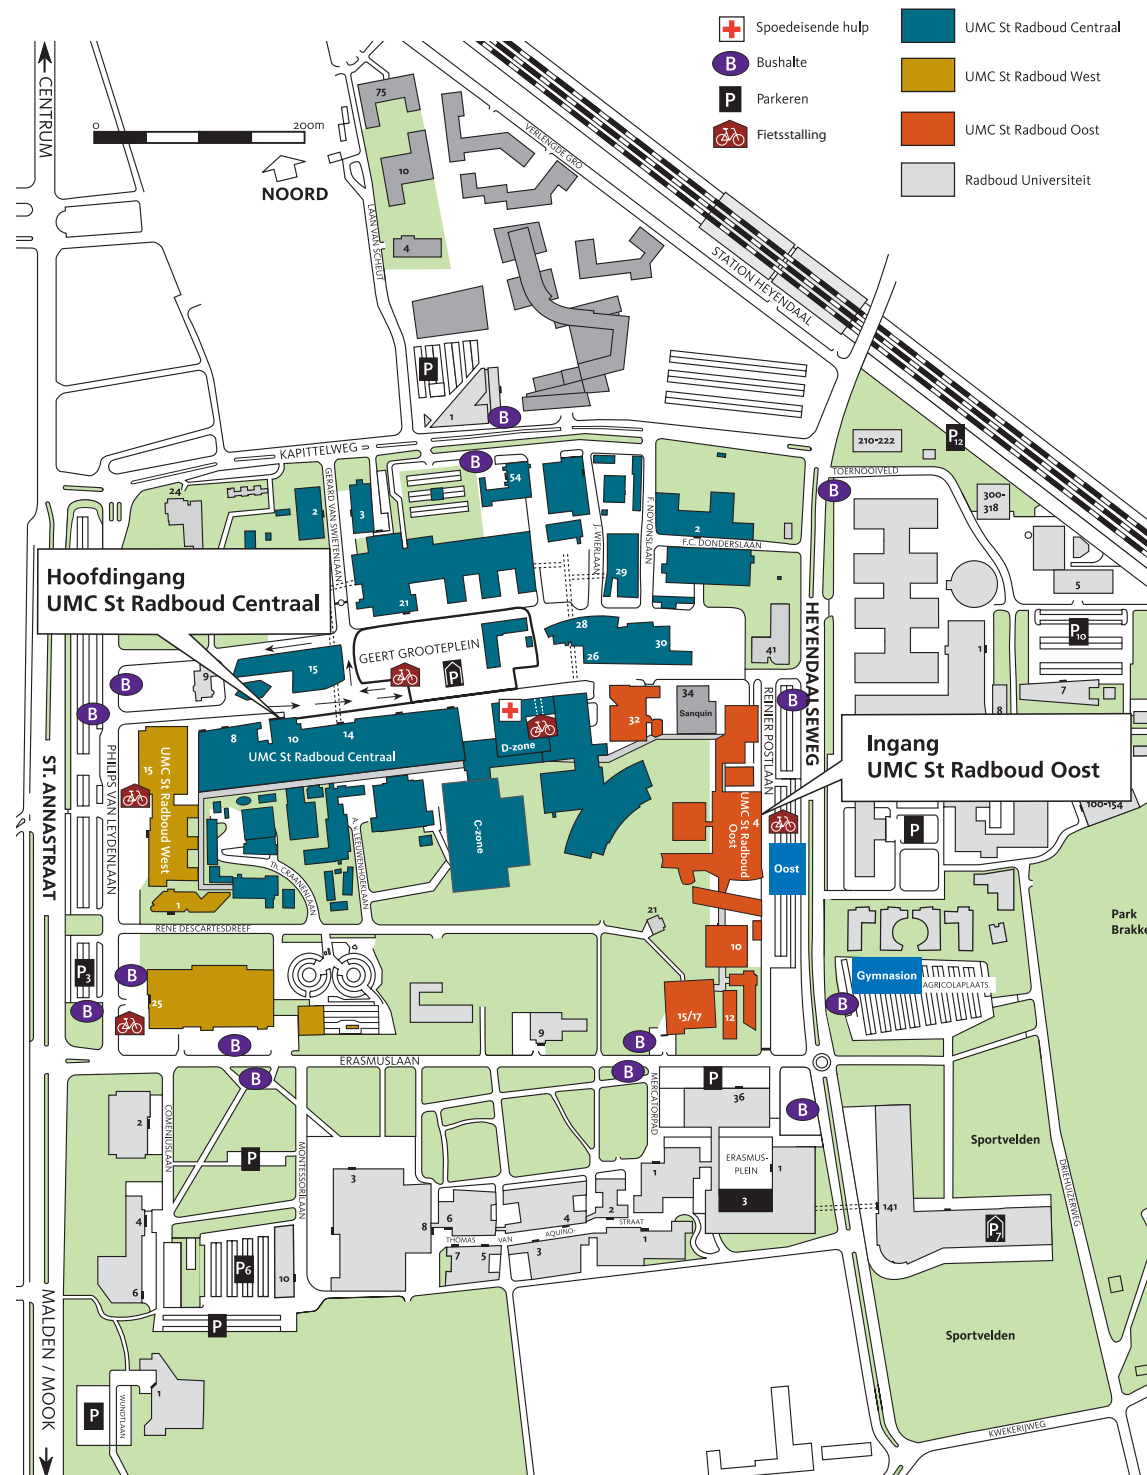 Spoedeisende hulp
B
Bushalte
P
Parkeren
Fietsstalling
UMC St Radboud Centraal
UMC St Radboud West
UMC St Radboud Oost
Radboud Universiteit
CENTRUM
0
200m
NOORD
75
10
4
LAAN VAN SCHEUT
VERLENGDE GRO
STATION HEYENDAAL
P
1
B
KAPITTELWEG
B
210-222
P12
TOERNOOIVELD
B
300-
318
24
2
GERARD VAN SWIETENLAAN
3
54
J. WIERLAAN
F. NOYONSLAAN
2
F.C. DONDERSLAAN
29
21
5
Hoofdingang
UMC St Radboud Centraal
HEYENDAALSEWEG
P10
1
7
8
41
28
30
26
GEERT GROOTEPLEIN
P
15
9
B
B
34
Sanquin
32
REINIER POSTLAAN
B
8
10
14
UMC St Radboud Centraal
D-zone
Ingang
UMC St Radboud Oost
15
UMC St Radboud West
PHILIPS VAN LEYDENLAAN
ST. ANNASTRAAT
C-zone
A. v. LEEUWENHOEKLAAN
Th. CRAANENLAAN
UMC St Radboud
Oost
4
100-154
P
Oost
1
RENE DESCARTESDREEF
21
10
Park
Brakke
P3
B
25
B
Gymnasion
AGRICOLAPLAATS
B
15/17
12
9
B
B
ERASMUSLAAN
B
B
MERCATORPAD
P
36
B
2
COMENIUSLAAN
P
MONTESSORILAAN
3
ERASMUS-
PLEIN
1
3
1
Sportvelden
DRIEHUIZERWEG
141
P7
4
8
6
4
2
THOMAS
VAN
AQUINO-
STRAAT
7
5
3
1
P6
10
6
P
MALDEN / MOOK
Sportvelden
1
P
WUNDTLAAN
KWEKERIJWEG